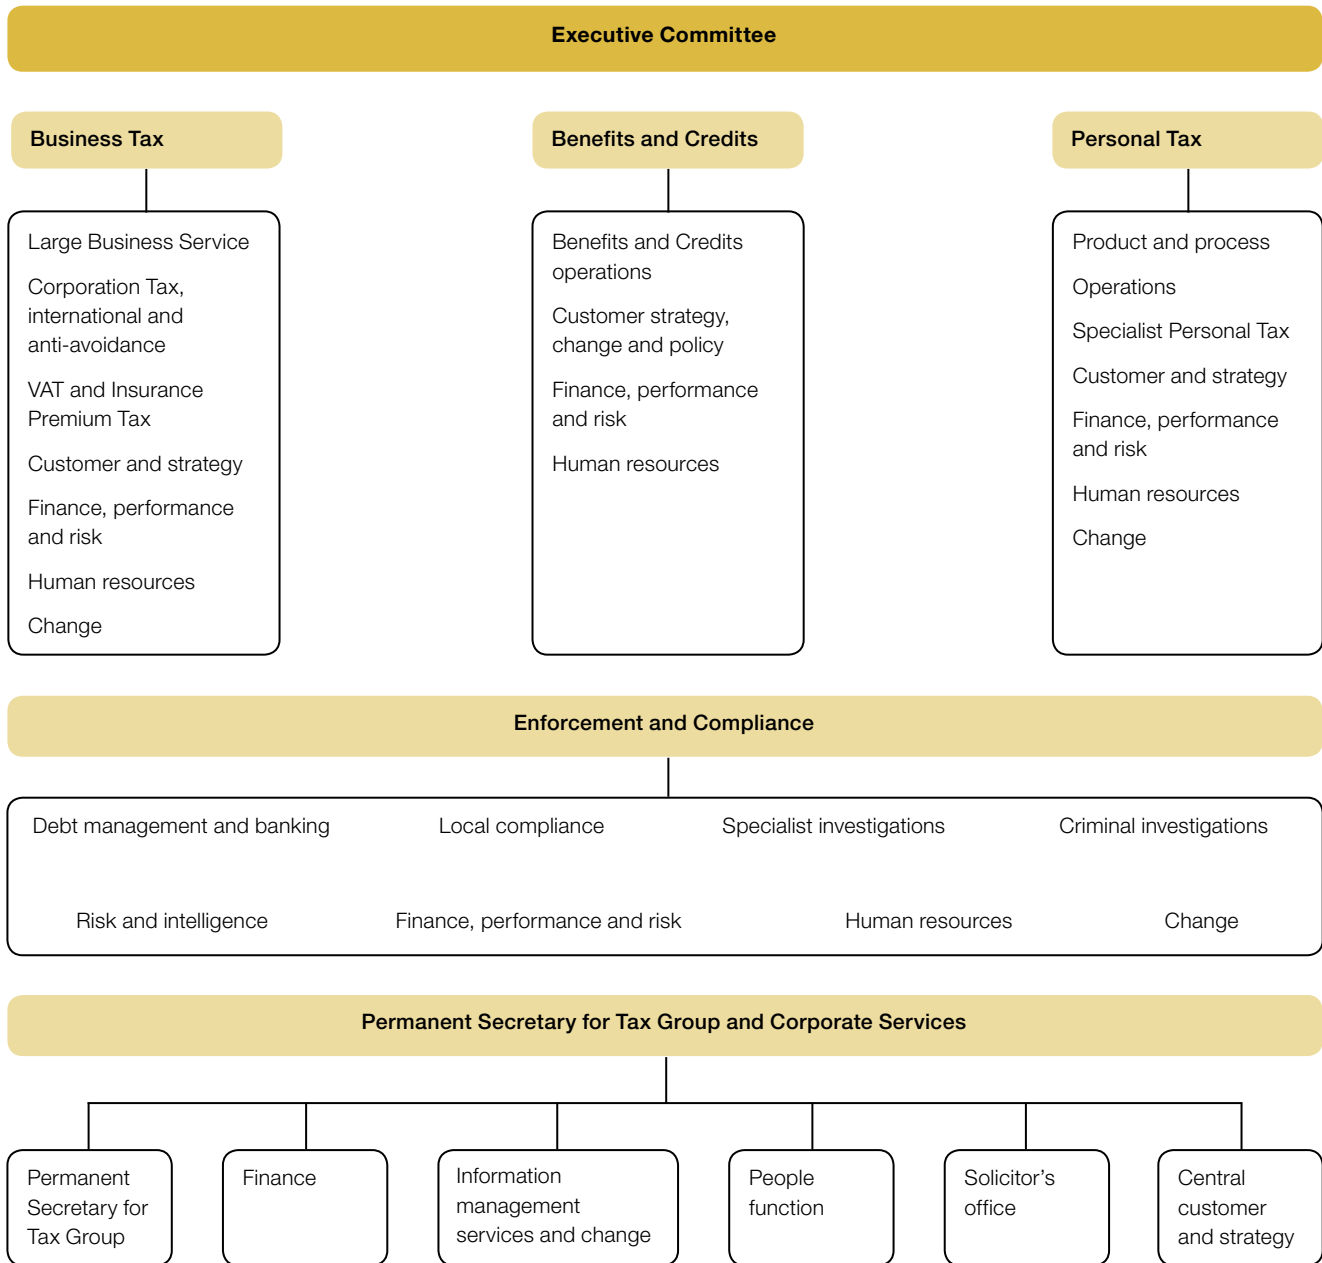 Executive Committee
Business Tax
Large Business Service
Corporation Tax,
international and
anti-avoidance
VAT and Insurance
Premium Tax
Customer and strategy
Finance, performance
and risk
Human resources
Change
Benefits and Credits
Benefits and Credits
operations
Customer strategy,
change and policy
Finance, performance
and risk
Human resources
Personal Tax
Product and process
Operations
Specialist Personal Tax
Customer and strategy
Finance, performance
and risk
Human resources
Change
Enforcement and Compliance
Debt management and banking
Local compliance
Specialist investigations
Criminal investigations
Risk and intelligence
Finance, performance and risk
Human resources
Change
Permanent Secretary for Tax Group and Corporate Services
Permanent
Secretary for
Tax Group
Finance
Information
management
services and change
People
function
Solicitor's
office
Central
customer
and strategy